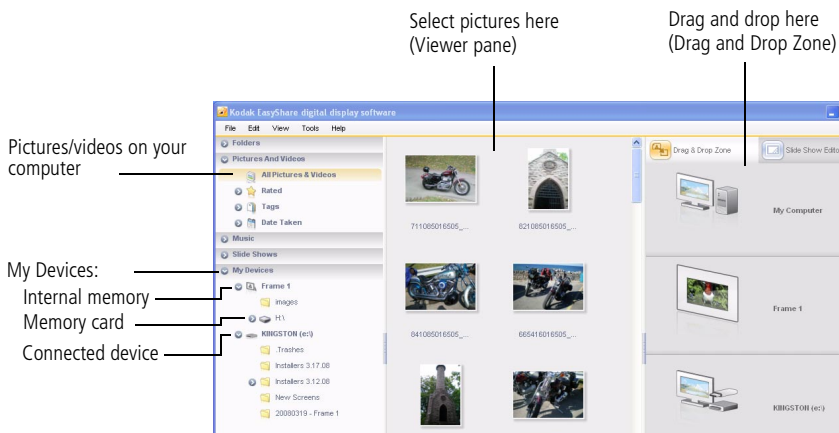 Select pictures here
(Viewer pane)
Drag and drop here
(Drag and Drop Zone)
Pictures/videos on your
computer
My Devices:
Internal memory
Memory card
Connected device
Kodak EasyShare digital display software
File Edit View Tools Help
Folders
Pictures And Videos
All Pictures & Videos
Rated
Tags
Date Taken
Music
Slide Shows
My Devices
Frame 1
images
H:\
KINGSTON (e:\)
.Trashes
Installers 3.17.08
Installers 3.12.08
New Screens
20080319 - Frame 1
711085016505_...
821085016505_...
841085016505_...
665416016505_...
Drag & Drop Zone
Slide Show Edito
My Computer
Frame 1
KINGSTON (e:\)